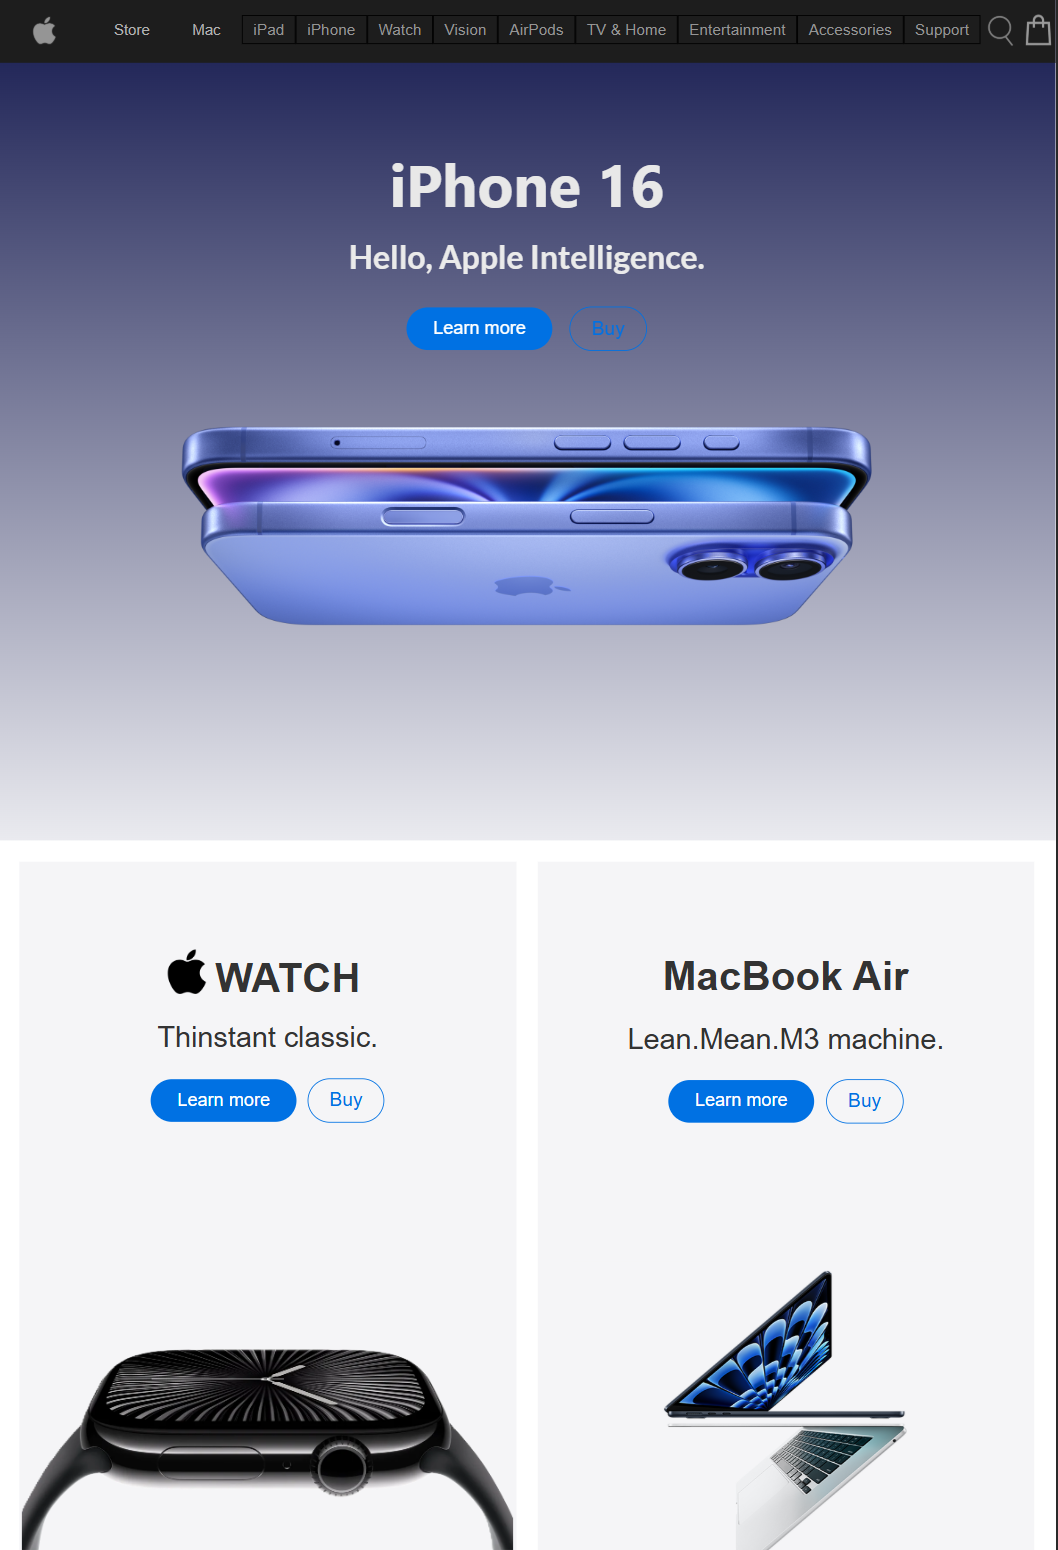 Store Mac iPad iPhone Watch Vision AirPods TV & Home Entertainment Accessories Support
iPhone 16
Hello, Apple Intelligence.
Learn more Buy
WATCH
Thinstant classic.
Learn more Buy
MacBook Air
Lean.Mean.M3 machine.
Learn more Buy